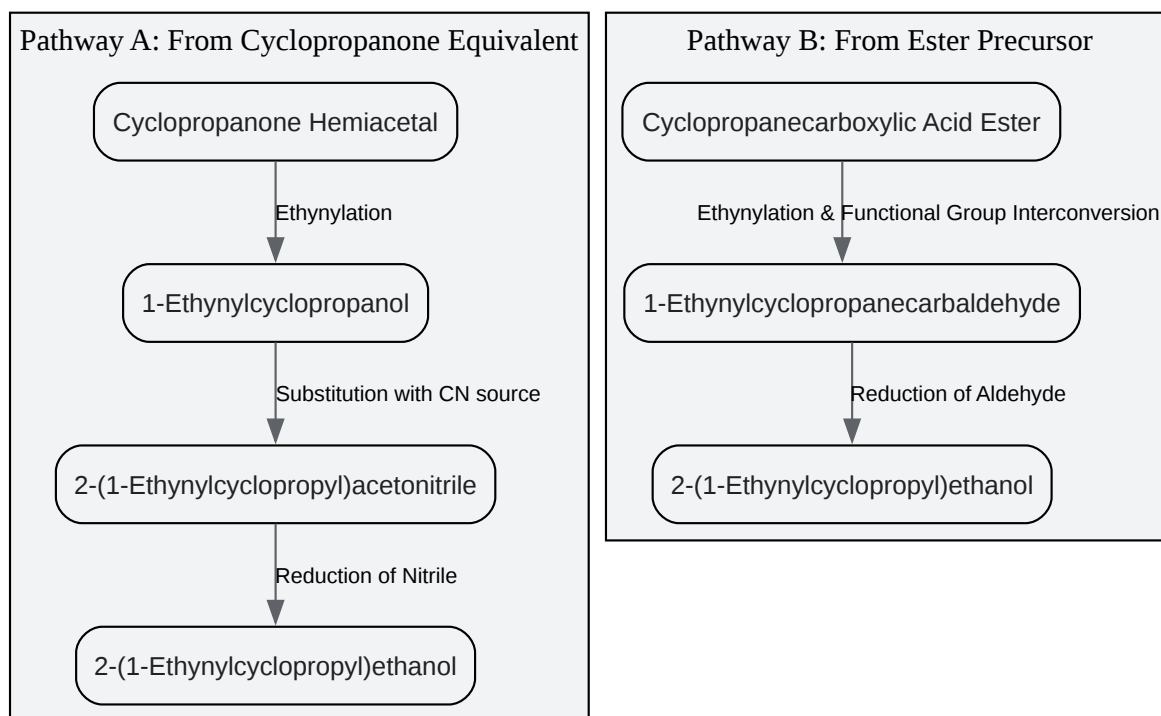 Pathway A: From Cyclopropanone Equivalent
Cyclopropanone Hemiacetal
Ethynylation
1-Ethynylcyclopropanol
Substitution with CN source
2-(1-Ethynylcyclopropyl)acetonitrile
Reduction of Nitrile
2-(1-Ethynylcyclopropyl)ethanol
Pathway B: From Ester Precursor
Cyclopropanecarboxylic Acid Ester
Ethynylation & Functional Group Interconversion
1-Ethynylcyclopropanecarbaldehyde
Reduction of Aldehyde
2-(1-Ethynylcyclopropyl)ethanol